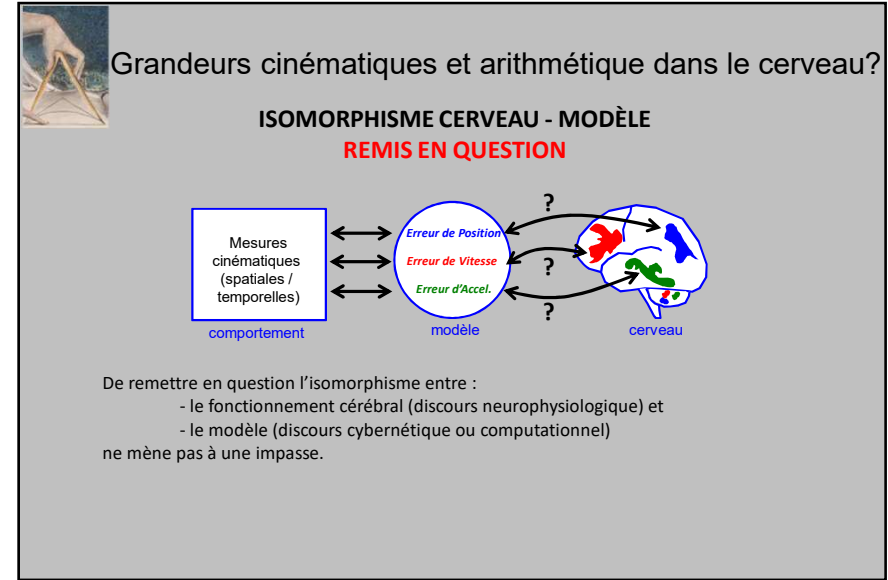 Grandeurs cinématiques et arithmétique dans le cerveau?
ISOMORPHISME CERVEAU - MODÈLE
REMIS EN QUESTION
Mesures
cinématiques
(spatiales /
temporelles)
comportement
Erreur de Position
Erreur de Vitesse
Erreur d'Accel.
modèle
?
?
?
cerveau
De remettre en question l'isomorphisme entre :
- le fonctionnement cérébral (discours neurophysiologique) et
- le modèle (discours cybernétique ou computationnel)
ne mène pas à une impasse.